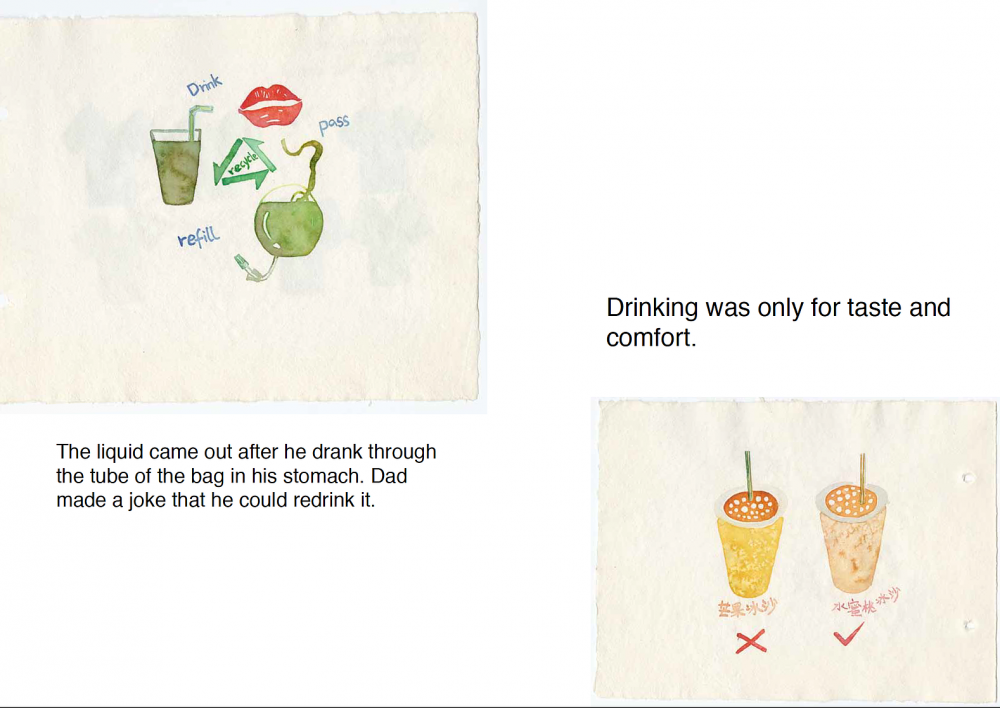 Drink
pass
recycle
refill
The liquid came out after he drank through
the tube of the bag in his stomach. Dad
made a joke that he could redrink it.
Drinking was only for taste and
comfort.
芒果冰沙
水蜜桃冰沙